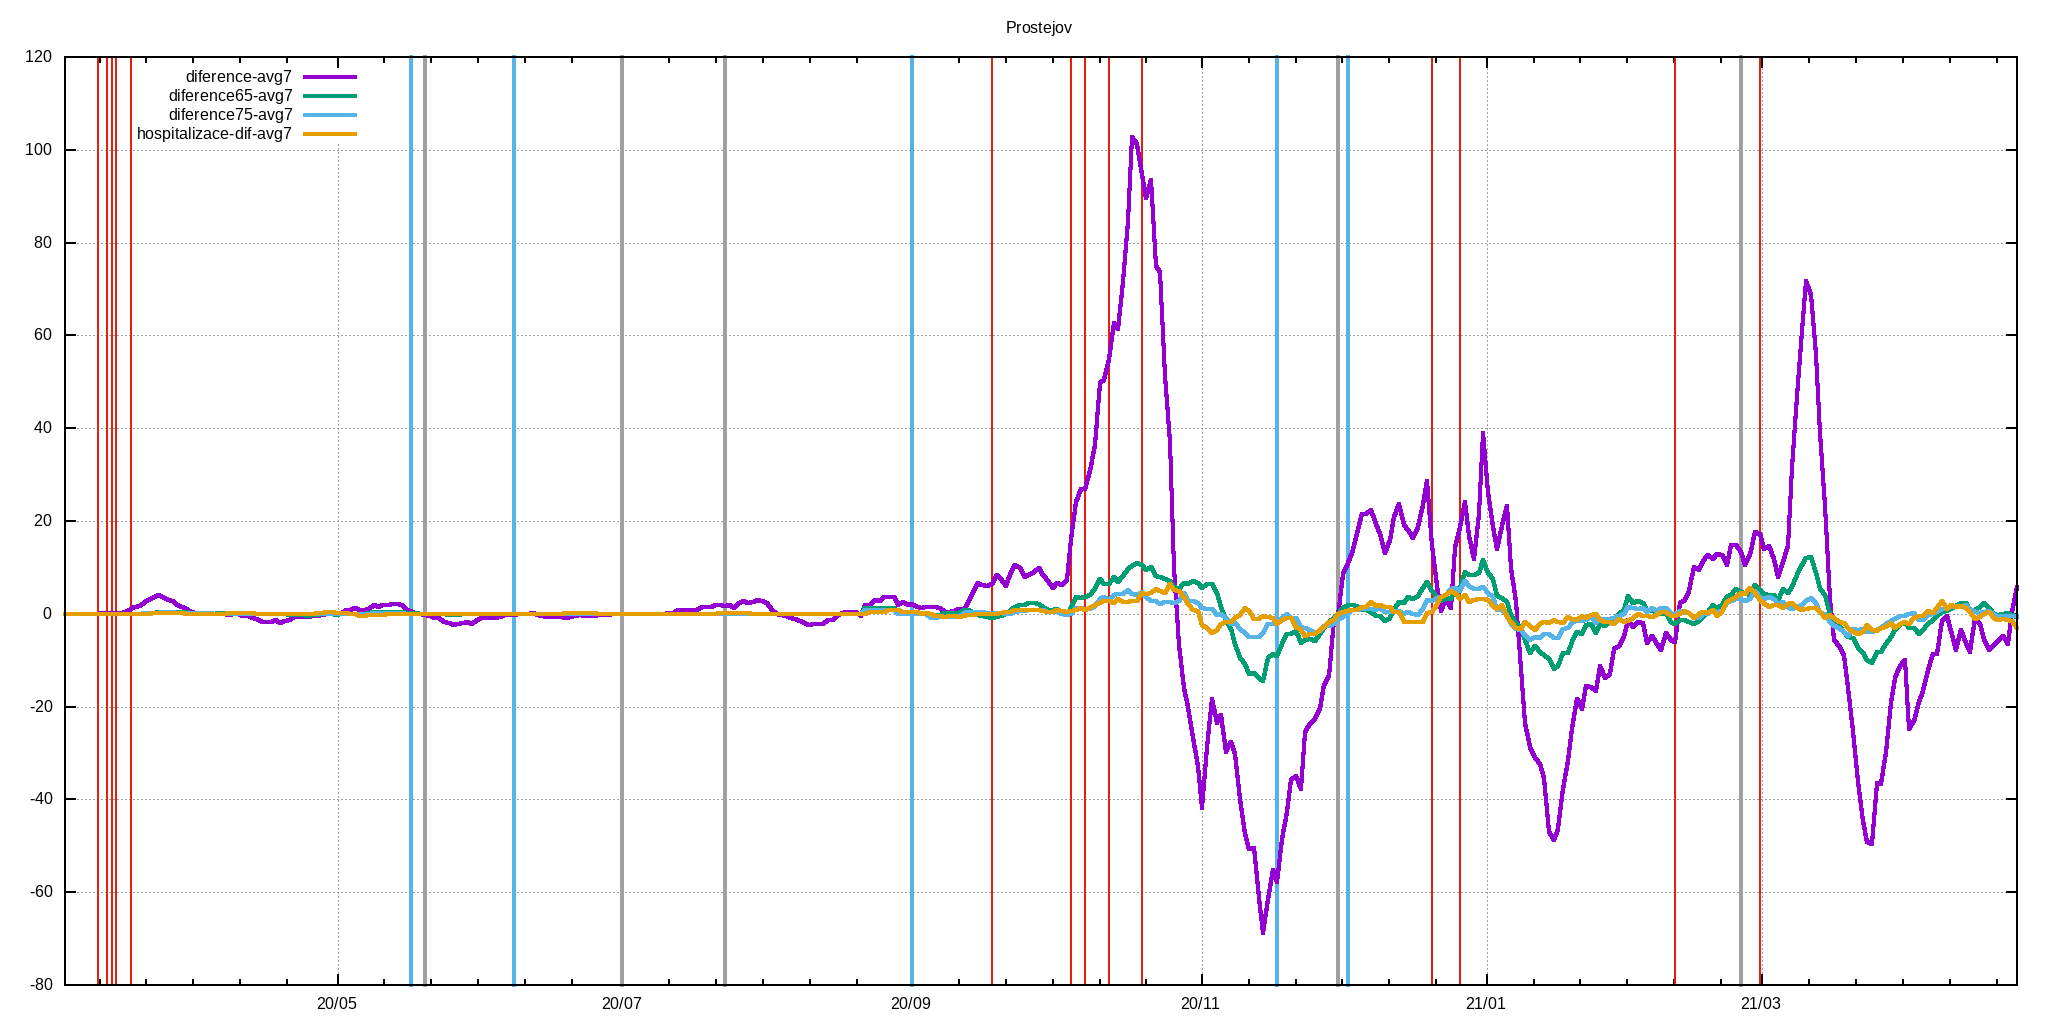 Prostejov
120
100
80
60
40
20
0
-20
-40
-60
-80
diference-avg7
diference65-avg7
diference75-avg7
hospitalizace-dif-avg7
20/05 20/07 20/09 20/11 21/01 21/03